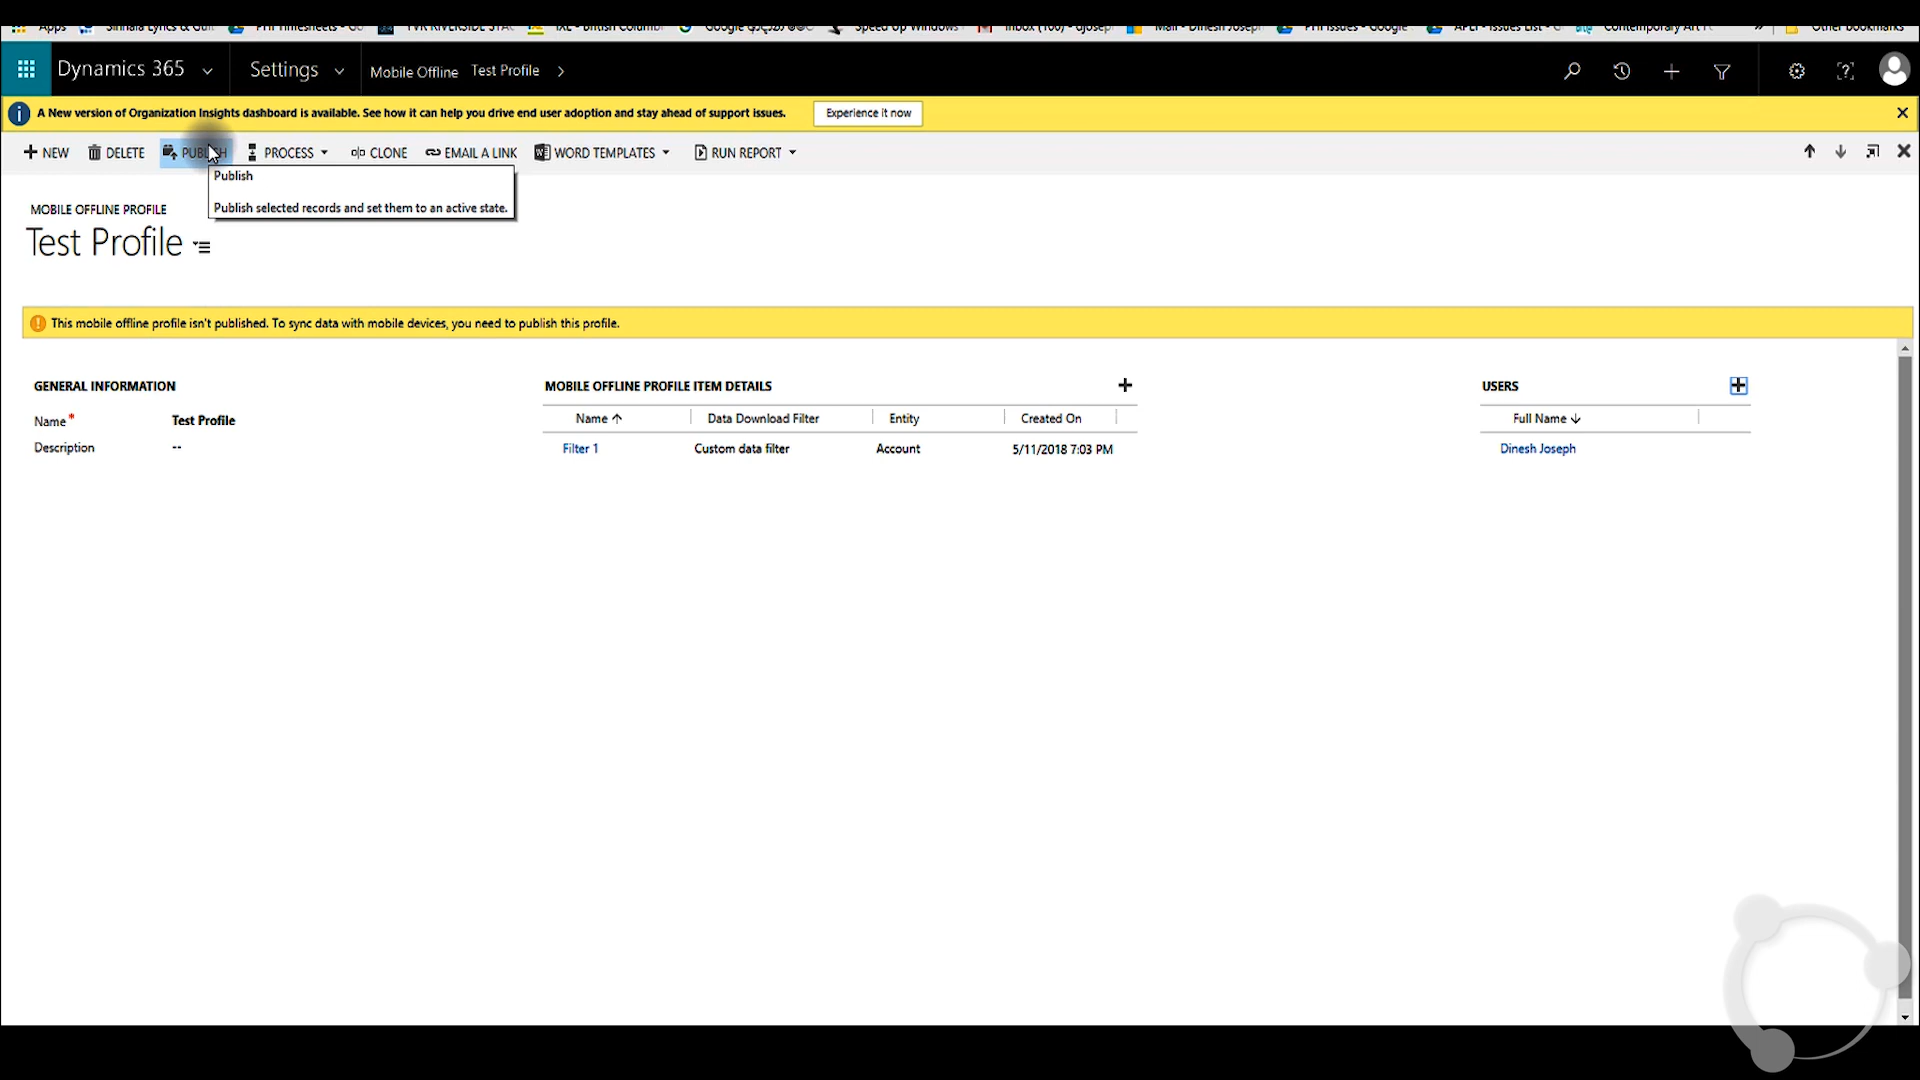 Apps
Dynamics 365 Settings Mobile Offline Test Profile
A New version of Organization Insights dashboard is available. See how it can help you drive end user adoption and stay ahead of support issues. Experience it now
NEW DELETE PUBLISH PROCESS CLONE EMAIL A LINK WORD TEMPLATES RUN REPORT
Publish
Publish selected records and set them to an active state.
MOBILE OFFLINE PROFILE
Test Profile
This mobile offline profile isn't published. To sync data with mobile devices, you need to publish this profile.
GENERAL INFORMATION MOBILE OFFLINE PROFILE ITEM DETAILS USERS
Name* Test Profile Name Data Download Filter Entity Created On Full Name
Description -- Filter 1 Custom data filter Account 5/11/2018 7:03 PM Dinesh Joseph